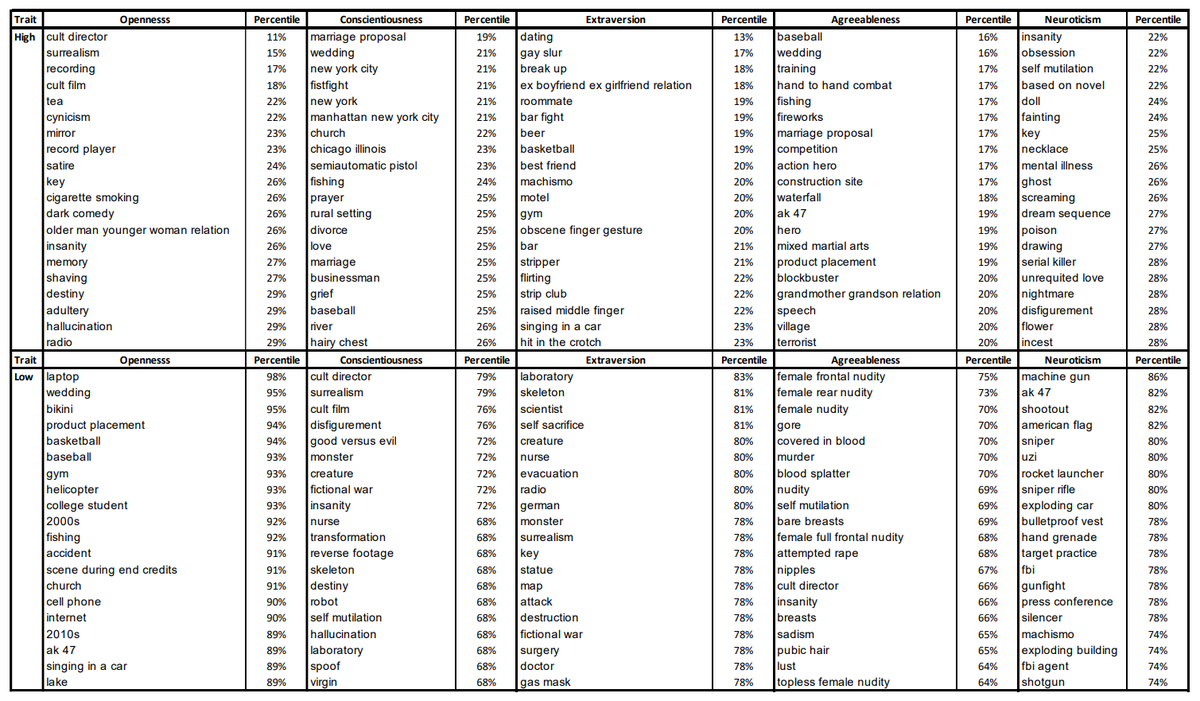 Trait Opennesss Percentile Conscientiousness Percentile Extraversion Percentile Agreeableness Percentile Neuroticism Percentile
High cult director 11% marriage proposal 19% dating 13% baseball 16% insanity 22%
surrealism 15% wedding 21% gay slur 17% wedding 16% obsession 22%
recording 17% new york city 21% break up 18% training 17% self mutilation 22%
cult film 18% fistfight 21% ex boyfriend ex girlfriend relation 18% hand to hand combat 17% based on novel 22%
tea 22% new york 21% roommate 19% fishing 17% doll 24%
cynicism 22% manhattan new york city 21% bar fight 19% fireworks 17% fainting 24%
mirror 23% church 22% beer 19% marriage proposal 17% key 25%
record player 23% chicago illinois 23% basketball 19% competition 17% necklace 25%
satire 24% semiautomatic pistol 23% best friend 20% action hero 17% mental illness 26%
key 26% fishing 24% machismo 20% construction site 17% ghost 26%
cigarette smoking 26% prayer 25% motel 20% waterfall 18% screaming 26%
dark comedy 26% rural setting 25% gym 20% ak 47 19% dream sequence 27%
older man younger woman relation 26% divorce 25% obscene finger gesture 20% hero 19% poison 27%
insanity 26% love 25% bar 21% mixed martial arts 19% drawing 27%
memory 27% marriage 25% stripper 21% product placement 19% serial killer 28%
shaving 27% businessman 25% flirting 22% blockbuster 20% unrequited love 28%
destiny 29% grief 25% strip club 22% grandmother grandson relation 20% nightmare 28%
adultery 29% baseball 25% raised middle finger 22% speech 20% disfigurement 28%
hallucination 29% river 26% singing in a car 23% village 20% flower 28%
radio 29% hairy chest 26% hit in the crotch 23% terrorist 20% incest 28%
Trait Opennesss Percentile Conscientiousness Percentile Extraversion Percentile Agreeableness Percentile Neuroticism Percentile
Low laptop 98% cult director 79% laboratory 83% female frontal nudity 75% machine gun 86%
wedding 95% surrealism 79% skeleton 81% female rear nudity 73% ak 47 82%
bikini 95% cult film 76% scientist 81% female nudity 70% shootout 82%
product placement 94% disfigurement 76% self sacrifice 81% gore 70% american flag 82%
basketball 94% good versus evil 72% creature 80% covered in blood 70% sniper 80%
baseball 93% monster 72% nurse 80% murder 70% uzi 80%
gym 93% creature 72% evacuation 80% blood splatter 70% rocket launcher 80%
helicopter 93% fictional war 72% radio 80% nudity 69% sniper rifle 80%
college student 93% insanity 72% german 80% self mutilation 69% exploding car 80%
2000s 92% nurse 68% monster 78% bare breasts 69% bulletproof vest 78%
fishing 92% transformation 68% surrealism 78% female full frontal nudity 68% hand grenade 78%
accident 91% reverse footage 68% key 78% attempted rape 68% target practice 78%
scene during end credits 91% skeleton 68% statue 78% nipples 67% fbi 78%
church 91% destiny 68% map 78% cult director 66% gunfight 78%
cell phone 90% robot 68% attack 78% insanity 66% press conference 78%
internet 90% self mutilation 68% destruction 78% breasts 66% silencer 78%
2010s 89% hallucination 68% fictional war 78% sadism 65% machismo 74%
ak 47 89% laboratory 68% surgery 78% pubic hair 65% exploding building 74%
singing in a car 89% spoof 68% doctor 78% lust 64% fbi agent 74%
lake 89% virgin 68% gas mask 78% topless female nudity 64% shotgun 74%